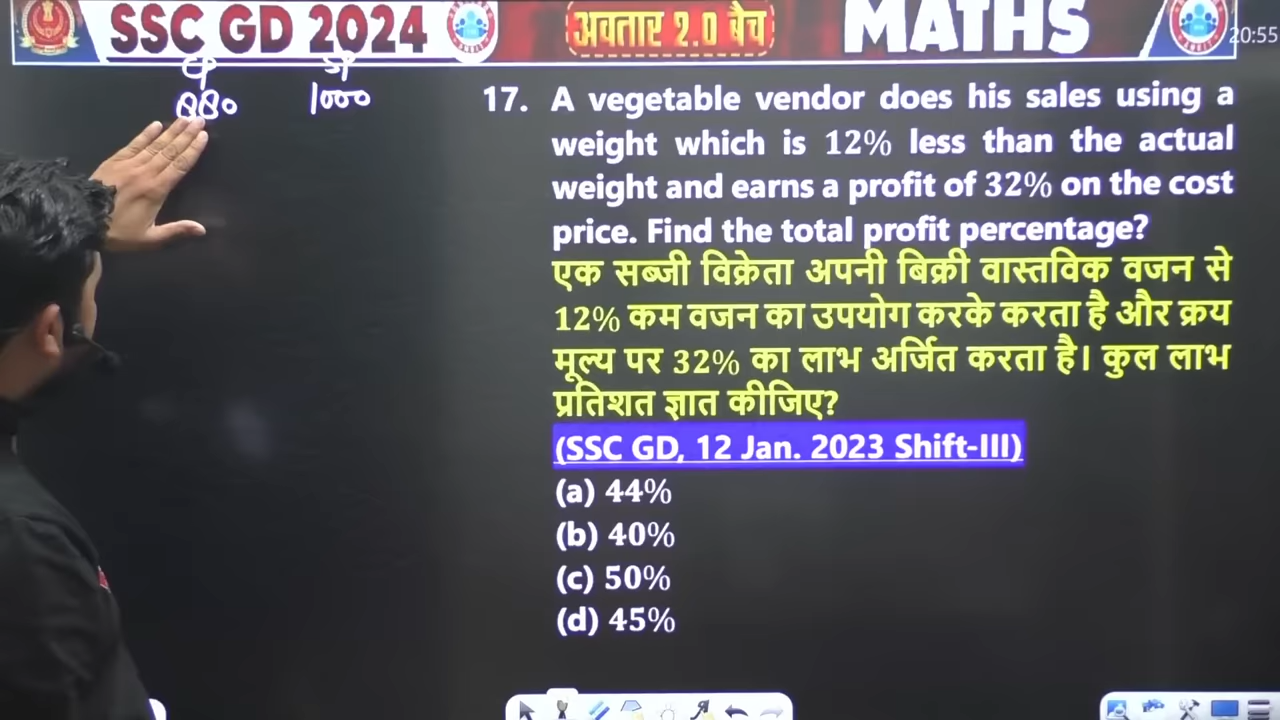 SSC GD 2024
अवतार 2.0 बैच
MATHS
20:55
CP SP
880 1000
17. A vegetable vendor does his sales using a
weight which is 12% less than the actual
weight and earns a profit of 32% on the cost
price. Find the total profit percentage?
एक सब्जी विक्रेता अपनी बिक्री वास्तविक वजन से
12% कम वजन का उपयोग करके करता है और क्रय
मूल्य पर 32% का लाभ अर्जित करता है। कुल लाभ
प्रतिशत ज्ञात कीजिए?
(SSC GD, 12 Jan. 2023 Shift-III)
(a) 44%
(b) 40%
(c) 50%
(d) 45%